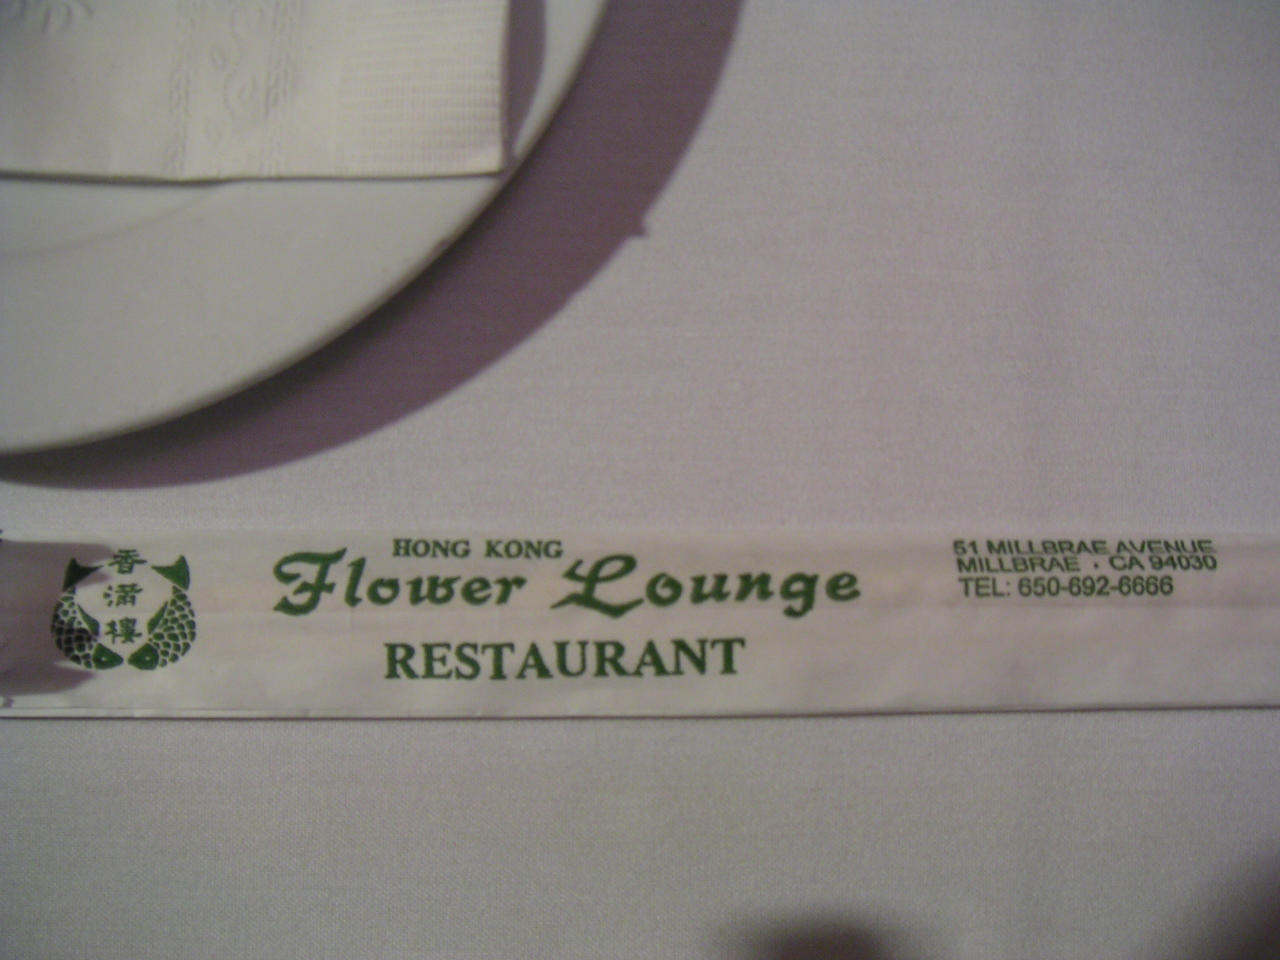 香
滿
樓
HONG KONG
Flower Lounge
RESTAURANT
51 MILLBRAE AVENUE
MILLBRAE · CA 94030
TEL: 650-692-6666